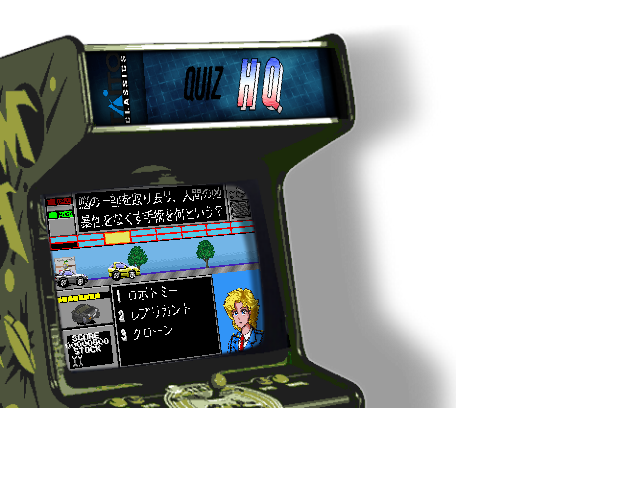 QUIZ HQ
CLASSICS
脳の一部を取り去り、人間の凶
暴性をなくす手術を何という?
1 ロボトミー
2 レプリカント
3 クローン
SCORE
STOCK